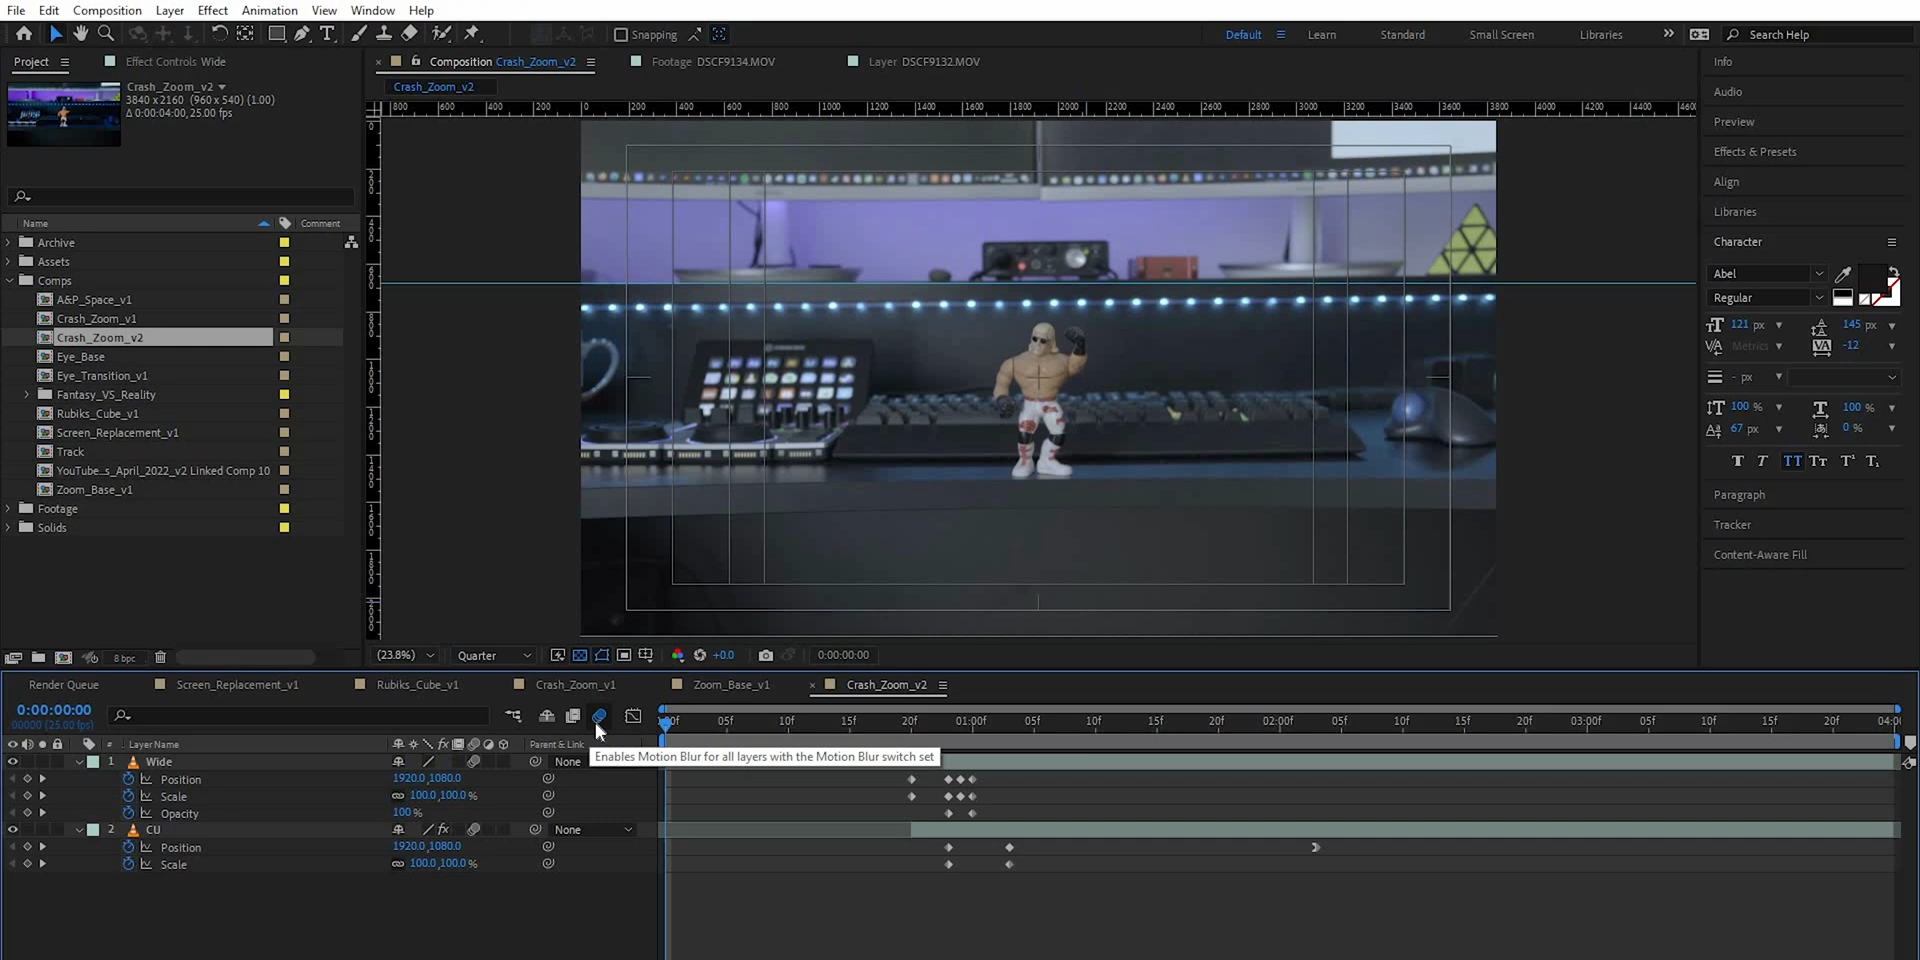 File Edit Composition Layer Effect Animation View Window Help
Snapping
Default Learn Standard Small Screen Libraries Search Help
Project Effect Controls Wide
Crash_Zoom_v2
3840 x 2160 (960 x 540) (1.00)
Δ 0:00:04:00, 25.00 fps
Name Comment
Archive
Assets
Comps
A&P_Space_v1
Crash_Zoom_v1
Crash_Zoom_v2
Eye_Base
Eye_Transition_v1
Fantasy_VS_Reality
Rubiks_Cube_v1
Screen_Replacement_v1
Track
YouTube_s_April_2022_v2 Linked Comp 10
Zoom_Base_v1
Footage
Solids
8 bpc
Composition Crash_Zoom_v2 Footage DSCF9134.MOV Layer DSCF9132.MOV
Crash_Zoom_v2
800 600 400 200 0 200 400 600 800 1000 1200 1400 1600 1800 2000 2200 2400 2600 2800 3000 3200 3400 3600 3800 4000 4200 4400 4600
(23.8%) Quarter +0.0 0:00:00:00
Info
Audio
Preview
Effects & Presets
Align
Libraries
Character
Abel
Regular
121 px 145 px
Metrics -12
- px
100 % 100 %
67 px 0 %
T T TT Tt T¹ T₁
Paragraph
Tracker
Content-Aware Fill
Render Queue Screen_Replacement_v1 Rubiks_Cube_v1 Crash_Zoom_v1 Zoom_Base_v1 Crash_Zoom_v2
0:00:00:00
00000 (25.00 fps)
05f 10f 15f 20f 01:00f 05f 10f 15f 20f 02:00f 05f 10f 15f 20f 03:00f 05f 10f 15f 20f 04:0
# Layer Name fx Parent & Link
Enables Motion Blur for all layers with the Motion Blur switch set
1 Wide None
Position 1920.0,1080.0
Scale 100.0,100.0 %
Opacity 100 %
2 CU fx None
Position 1920.0,1080.0
Scale 100.0,100.0 %